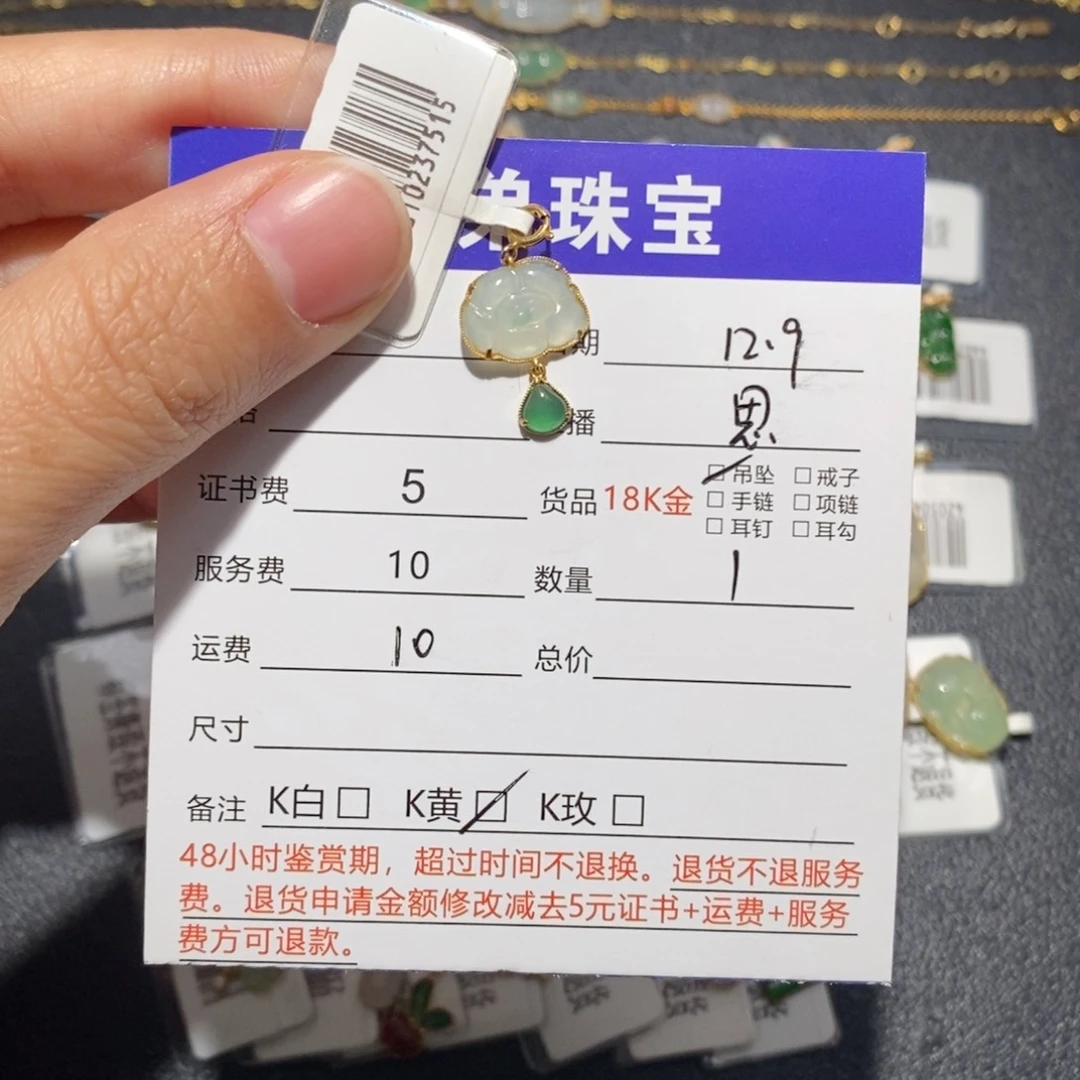 237515
珠宝
期 12.9
播 思
证书费 5 货品 18K金 ☐吊坠 ☐戒子
☐手链 ☐项链
☐耳钉 ☐耳勾
服务费 10 数量 1
运费 10 总价
尺寸
备注 K白☐ K黄☐ K玫☐
48小时鉴赏期，超过时间不退换。退货不退服务
费。退货申请金额修改减去5元证书+运费+服务
费方可退款。